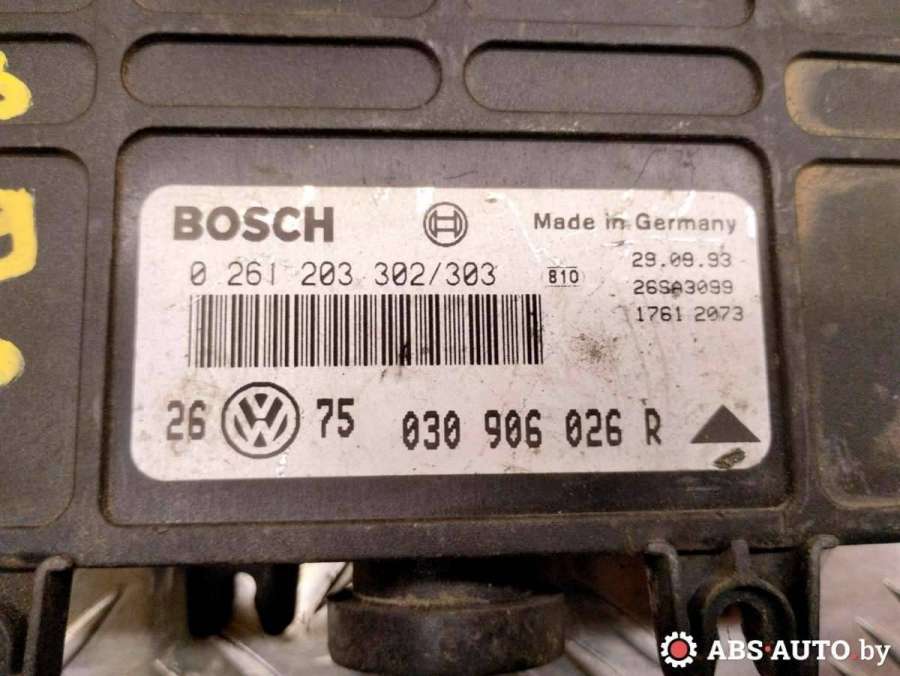 BOSCH
Made in Germany
0 261 203 302/303
810
29.09.93
26SA3099
1761 2073
26 VW 75 030 906 026 R
ABS-AUTO.by